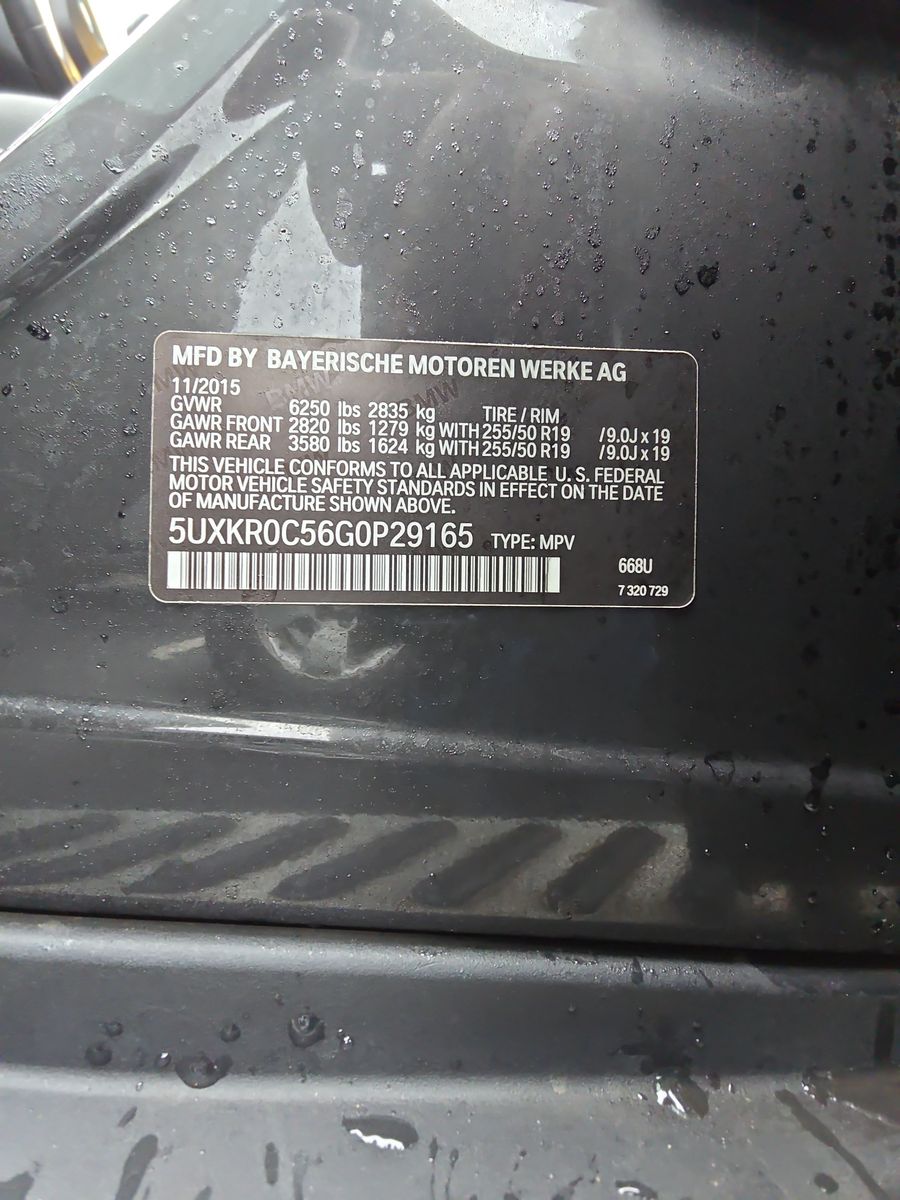 MFD BY BAYERISCHE MOTOREN WERKE AG
11/2015
GVWR 6250 lbs 2835 kg TIRE / RIM
GAWR FRONT 2820 lbs 1279 kg WITH 255/50 R19 / 9.0J x 19
GAWR REAR 3580 lbs 1624 kg WITH 255/50 R19 / 9.0J x 19
THIS VEHICLE CONFORMS TO ALL APPLICABLE U. S. FEDERAL
MOTOR VEHICLE SAFETY STANDARDS IN EFFECT ON THE DATE
OF MANUFACTURE SHOWN ABOVE.
5UXKR0C56G0P29165 TYPE: MPV
668U
7 320 729